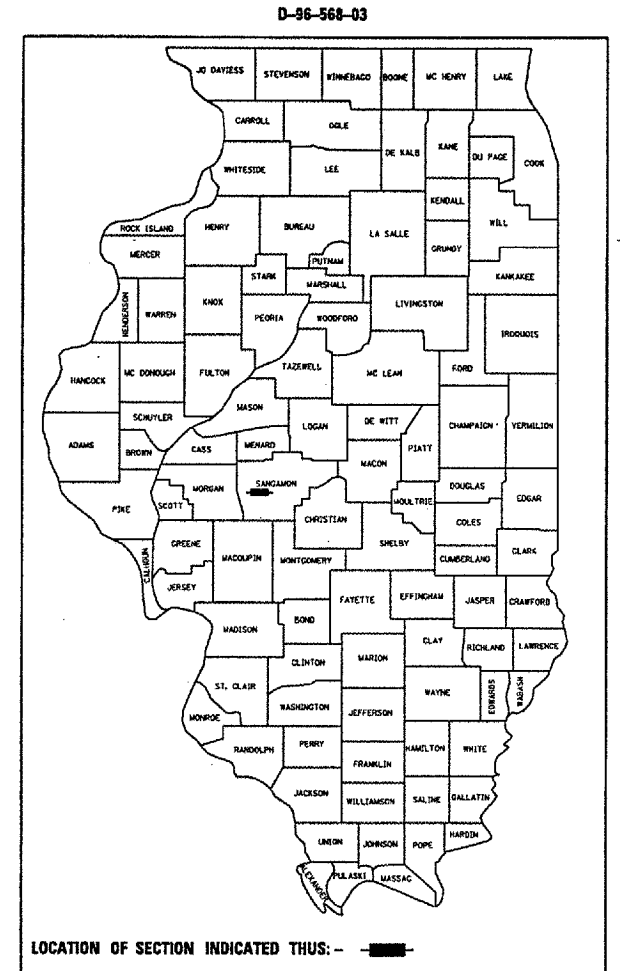 D-96-568-03
JO DAVIESS STEVENSON WINNEBAGO BOONE MC HENRY LAKE
CARROLL OGLE DE KALB KANE DU PAGE COOK
WHITESIDE LEE KENDALL WILL
ROCK ISLAND HENRY BUREAU LA SALLE GRUNDY
MERCER STARK PUTNAM MARSHALL KANKAKEE
HENDERSON WARREN KNOX PEORIA WOODFORD LIVINGSTON IROQUOIS
HANCOCK MC DONOUGH FULTON TAZEWELL MC LEAN FORD
MASON
SCHUYLER LOGAN DE WITT CHAMPAIGN VERMILION
ADAMS BROWN CASS MENARD MACON PIATT
PIKE SCOTT MORGAN SANGAMON CHRISTIAN MOULTRIE DOUGLAS EDGAR
COLES
CALHOUN GREENE MACOUPIN MONTGOMERY SHELBY CUMBERLAND CLARK
JERSEY FAYETTE EFFINGHAM JASPER CRAWFORD
MADISON BOND CLAY RICHLAND LAWRENCE
CLINTON MARION
ST. CLAIR WASHINGTON WAYNE EDWARDS WABASH
MONROE JEFFERSON
RANDOLPH PERRY FRANKLIN HAMILTON WHITE
JACKSON WILLIAMSON SALINE GALLATIN
UNION JOHNSON POPE HARDIN
ALEXANDER PULASKI MASSAC
LOCATION OF SECTION INDICATED THUS: -